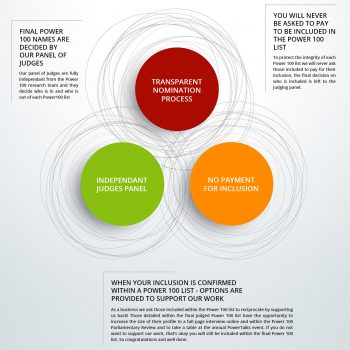 FINAL POWER
100 NAMES ARE
DECIDED BY
OUR PANEL OF
JUDGES
Our panel of judges are fully
independant from the Power
100 research team and they
decide who is and who is
out of each Power100 list
YOU WILL NEVER
BE ASKED TO PAY
TO BE INCLUDED IN
THE POWER 100
LIST
To protect the integrity of each
Power 100 list we will never ask
those included to pay for their
inclusion, the final decision on
who is included is left to the
judging panel.
TRANSPARENT
NOMINATION
PROCESS
INDEPENDANT
JUDGES PANEL
NO PAYMENT
FOR INCLUSION
WHEN YOUR INCLUSION IS CONFIRMED
WITHIN A POWER 100 LIST - OPTIONS ARE
PROVIDED TO SUPPORT OUR WORK
As a business we ask those included within the Power 100 list to reciprocate by supporting
us back! Those detailed within the final judged Power 100 list have the opportunity to
increase the size of their profile to a full page interview online and within the Power 100
Parliamentary Review and to take a table at the annual PowerTalks event. If you do not
want to support our work, that's okay you will still be included within the final Power 100
list, so congratulations and well done.